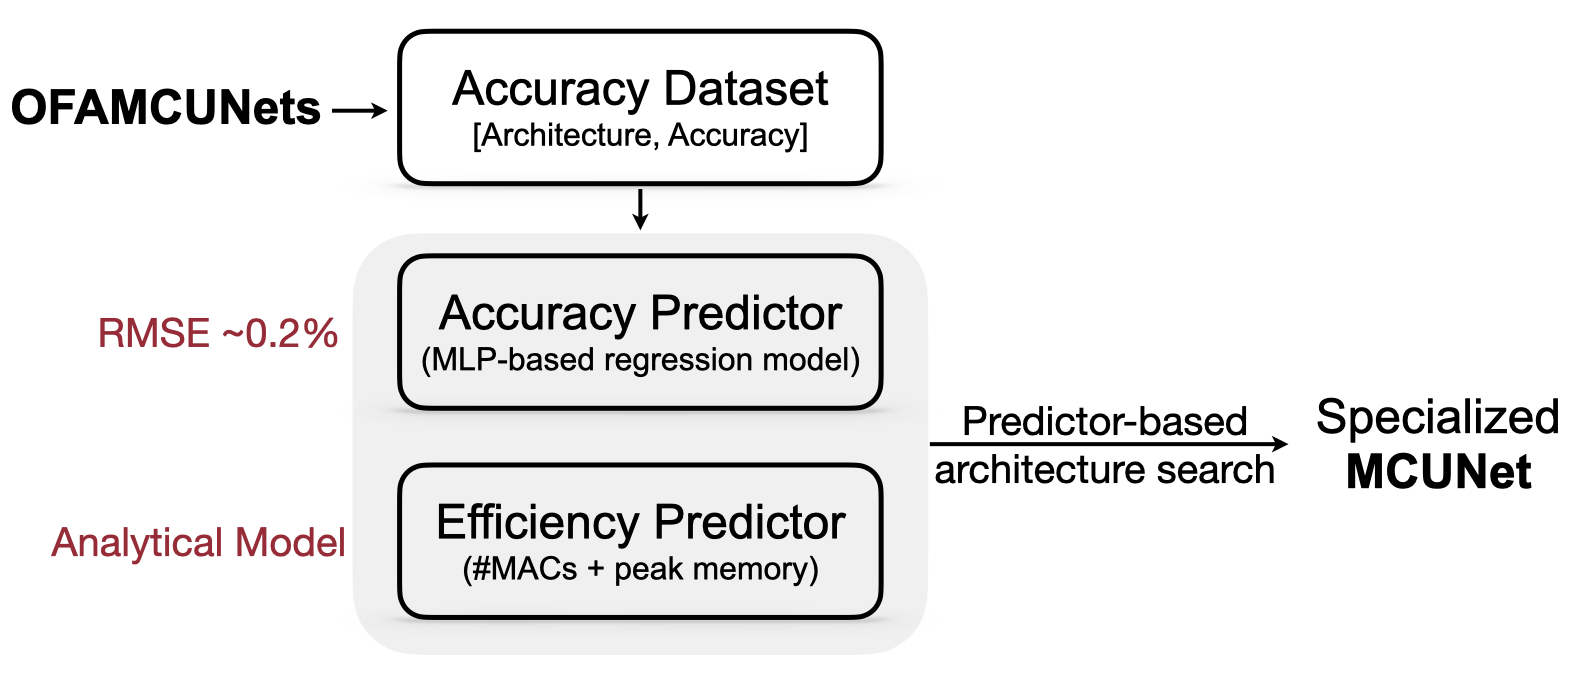 OFAMCUNets
Accuracy Dataset
[Architecture, Accuracy]
RMSE ~0.2%
Accuracy Predictor
(MLP-based regression model)
Analytical Model
Efficiency Predictor
(#MACs + peak memory)
Predictor-based
architecture search
Specialized
MCUNet